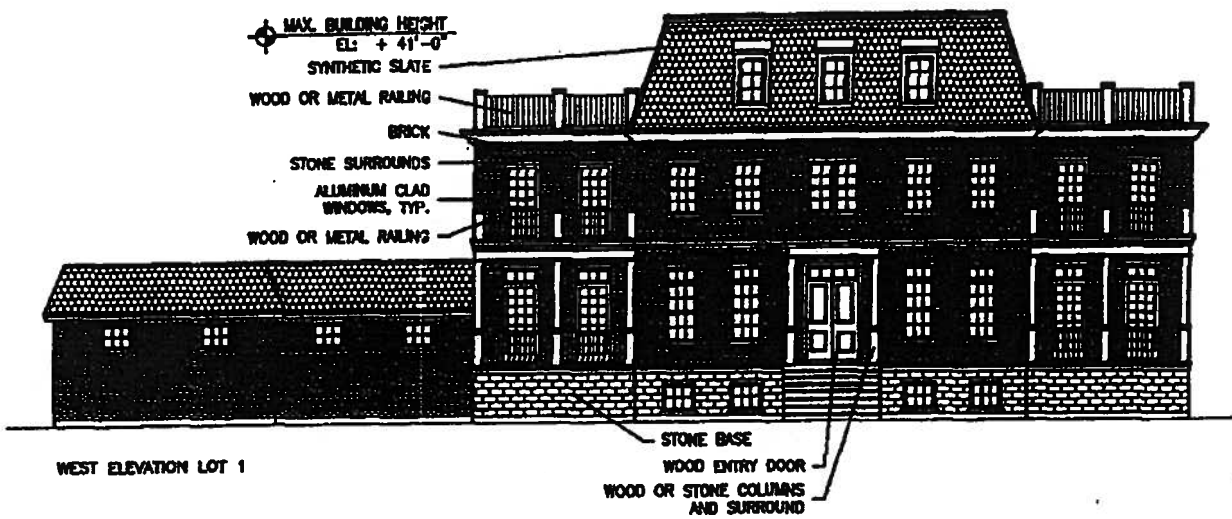 MAX. BUILDING HEIGHT
EL: + 41'-0"
SYNTHETIC SLATE
WOOD OR METAL RAILING
BRICK
STONE SURROUNDS
ALUMINUM CLAD
WINDOWS, TYP.
WOOD OR METAL RAILING
STONE BASE
WEST ELEVATION LOT 1
WOOD ENTRY DOOR
WOOD OR STONE COLUMNS
AND SURROUND